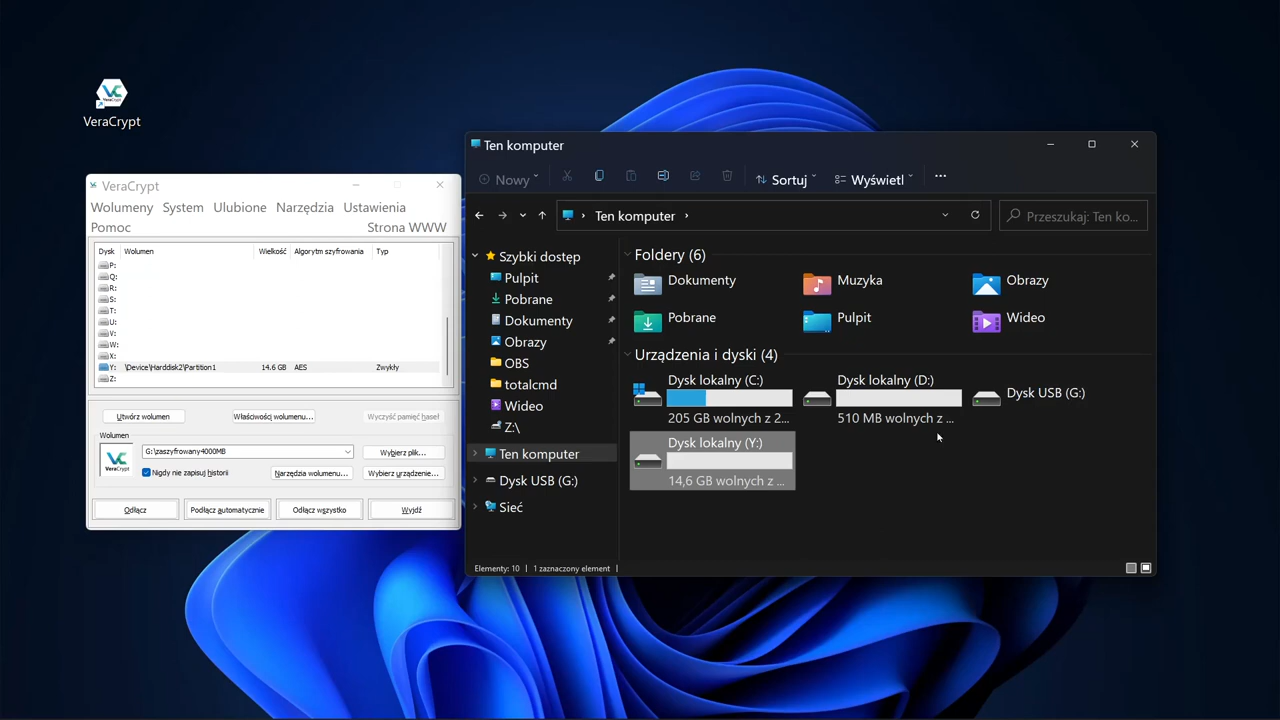 VeraCrypt
VeraCrypt
Wolumeny System Ulubione Narzędzia Ustawienia
Pomoc Strona WWW
Dysk Wolumen Wielkość Algorytm szyfrowania Typ
P:
Q:
R:
S:
T:
U:
V:
W:
X:
Y: \Device\Harddisk2\Partition1 14.6 GB AES Zwykły
Z:
Utwórz wolumen Właściwości wolumenu... Wyczyść pamięć haseł
Wolumen
VeraCrypt
G:\zaszyfrowany4000MB Wybierz plik...
Nigdy nie zapisuj historii Narzędzia wolumenu... Wybierz urządzenie...
Odłącz Podłącz automatycznie Odłącz wszystko Wyjdź
Ten komputer
Nowy Sortuj Wyświetl ...
Ten komputer Przeszukaj: Ten ko...
Szybki dostęp
Pulpit
Pobrane
Dokumenty
Obrazy
OBS
totalcmd
Wideo
Z:\
Ten komputer
Dysk USB (G:)
Sieć
Foldery (6)
Dokumenty Muzyka Obrazy
Pobrane Pulpit Wideo
Urządzenia i dyski (4)
Dysk lokalny (C:)
205 GB wolnych z 2...
Dysk lokalny (D:)
510 MB wolnych z ...
Dysk USB (G:)
Dysk lokalny (Y:)
14,6 GB wolnych z ...
Elementy: 10 1 zaznaczony element